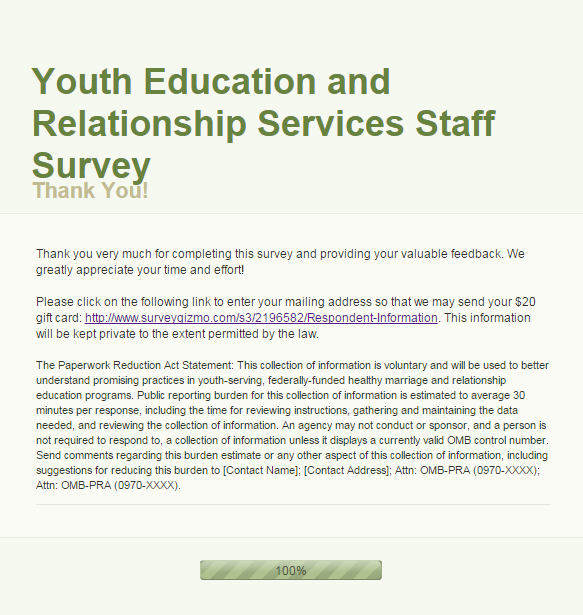 Youth Education and
Relationship Services Staff
Survey
Thank You!
Thank you very much for completing this survey and providing your valuable feedback. We
greatly appreciate your time and effort!
Please click on the following link to enter your mailing address so that we may send your $20
gift card: http://www.surveygizmo.com/s3/2196582/Respondent-Information. This information
will be kept private to the extent permitted by the law.
The Paperwork Reduction Act Statement: This collection of information is voluntary and will be used to better
understand promising practices in youth-serving, federally-funded healthy marriage and relationship
education programs. Public reporting burden for this collection of information is estimated to average 30
minutes per response, including the time for reviewing instructions, gathering and maintaining the data
needed, and reviewing the collection of information. An agency may not conduct or sponsor, and a person is
not required to respond to, a collection of information unless it displays a currently valid OMB control number.
Send comments regarding this burden estimate or any other aspect of this collection of information, including
suggestions for reducing this burden to [Contact Name]; [Contact Address]; Attn: OMB-PRA (0970-XXXX);
Attn: OMB-PRA (0970-XXXX).
100%